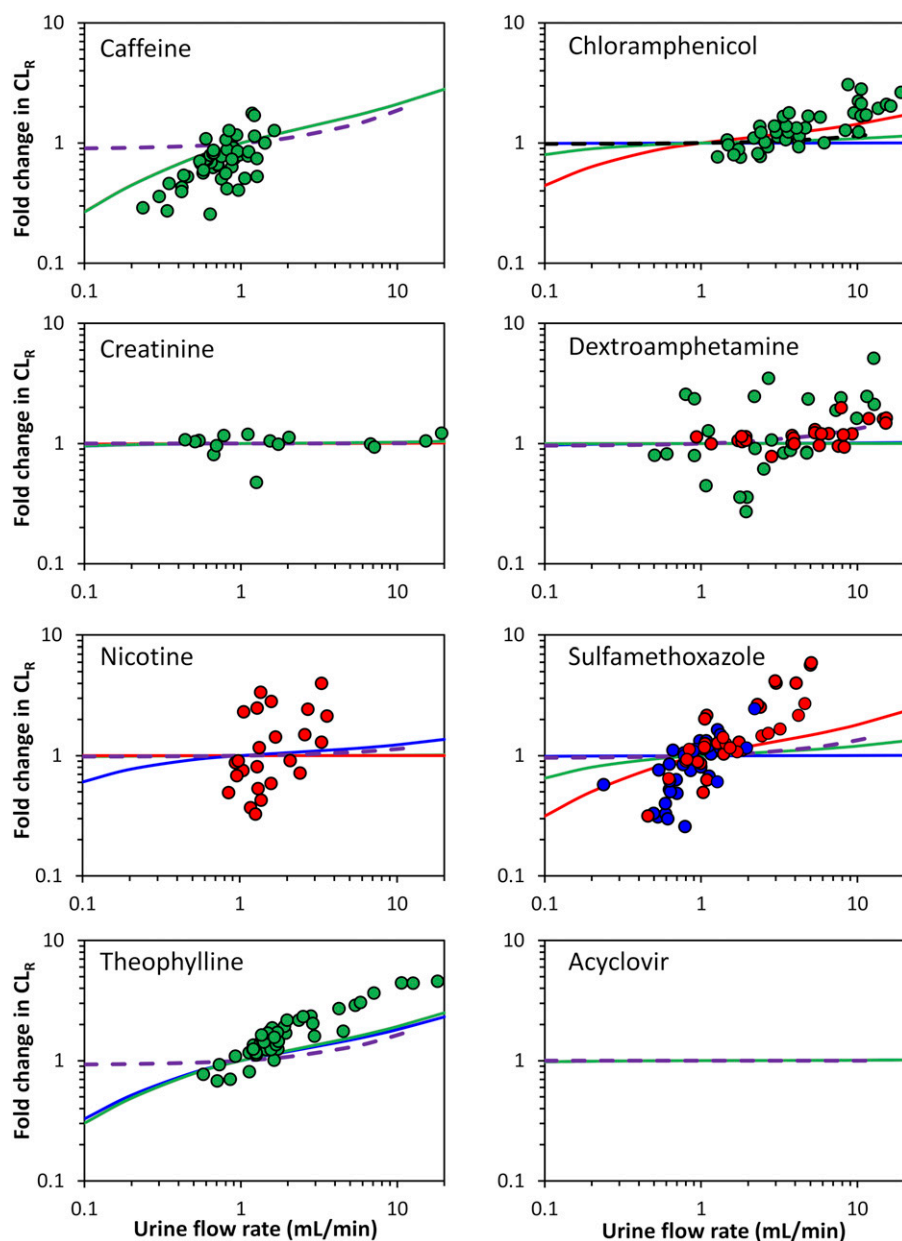 Caffeine
Chloramphenicol
Fold change in CLR
10
1
0.1
0.1 1 10
10
1
0.1
0.1 1 10
Creatinine
Dextroamphetamine
Fold change in CLR
10
1
0.1
0.1 1 10
10
1
0.1
0.1 1 10
Nicotine
Sulfamethoxazole
Fold change in CLR
10
1
0.1
0.1 1 10
10
1
0.1
0.1 1 10
Theophylline
Acyclovir
Fold change in CLR
10
1
0.1
0.1 1 10
10
1
0.1
0.1 1 10
Urine flow rate (mL/min)
Urine flow rate (mL/min)